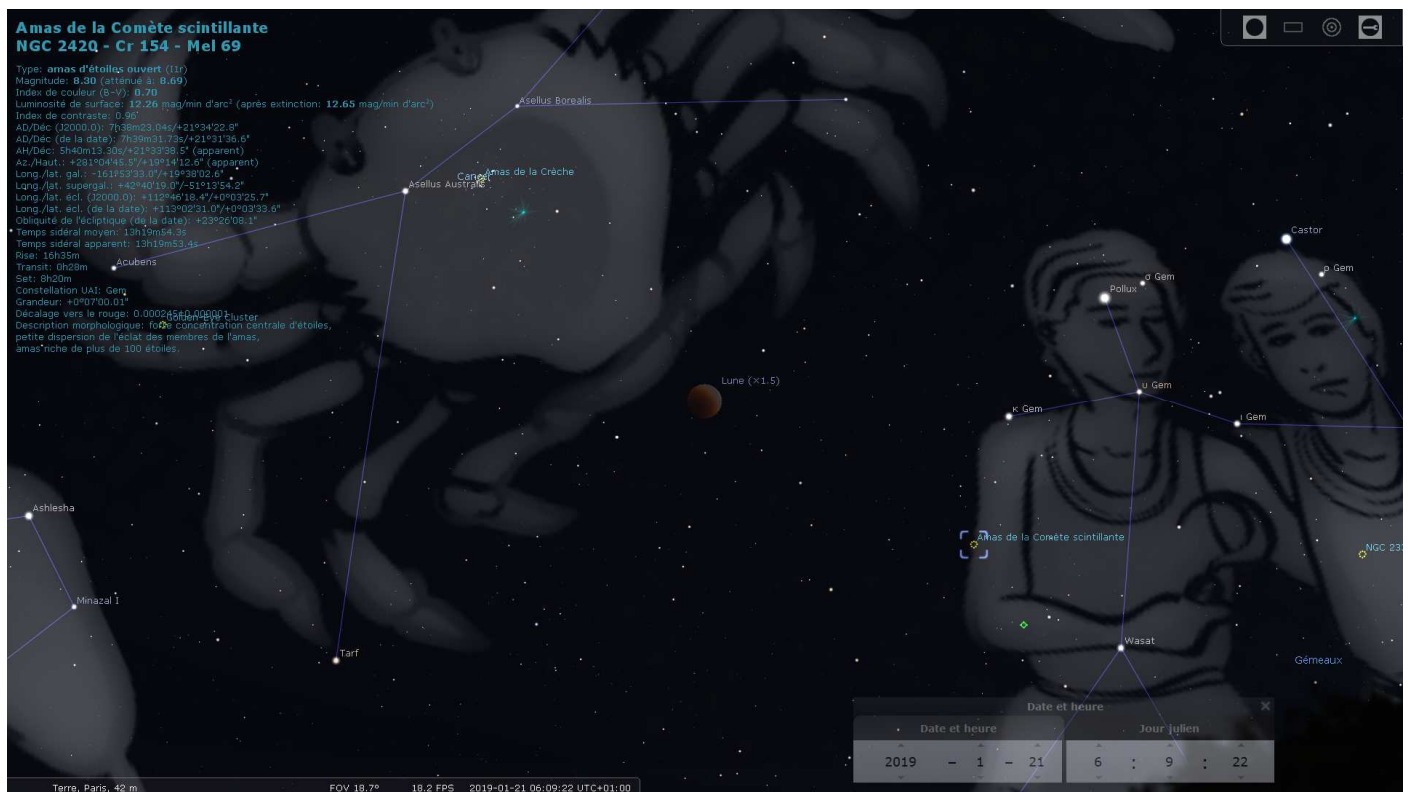 Amas de la Comète scintillante
NGC 2420 - Cr 154 - Mel 69
Type: amas d'étoiles ouvert (I1r)
Magnitude: 8.30 (atténué à: 8.69)
Index de couleur (B-V): 0.70
Luminosité de surface: 12.26 mag/min d'arc² (après extinction: 12.65 mag/min d'arc²)
Index de contraste: 0.96'
AD/Déc (J2000.0): 7h38m23.04s/+21°34'22.8"
AD/Déc (de la date): 7h39m31.73s/+21°31'36.6"
AH/Déc: 5h40m13.30s/+21°33'38.5" (apparent)
Az./Haut.: +281°04'45.5"/+19°14'12.6" (apparent)
Long./lat. gal.: -161°53'33.0"/+19°38'02.6"
Long./lat. supergal.: +42°40'19.0"/-51°13'54.2"
Long./lat. écl. (J2000.0): +112°46'18.4"/+0°03'25.7"
Long./lat. écl. (de la date): +113°02'31.0"/+0°03'33.6"
Obliquité de l'écliptique (de la date): +23°26'08.1"
Temps sidéral moyen: 13h19m54.3s
Temps sidéral apparent: 13h19m53.4s
Rise: 16h35m
Transit: 0h28m
Set: 8h20m
Constellation UAI: Gem
Grandeur: +0°07'00.01"
Décalage vers le rouge: 0.000245±0.000001
Description morphologique: forte concentration centrale d'étoiles,
petite dispersion de l'éclat des membres de l'amas,
amas riche de plus de 100 étoiles.
Asellus Borealis
Cancer
Amas de la Crèche
Asellus Australis
Acubens
Golden-Eye Cluster
Castor
ρ Gem
σ Gem
Pollux
Lune (×1.5)
υ Gem
κ Gem
ι Gem
Ashlesha
Amas de la Comète scintillante
NGC 23
Minazal I
Tarf
Wasat
Gémeaux
Date et heure
×
Date et heure
Jour julien
2019 – 1 – 21
6 : 9 : 22
Terre, Paris, 42 m
FOV 18.7°
18.2 FPS
2019-01-21 06:09:22 UTC+01:00